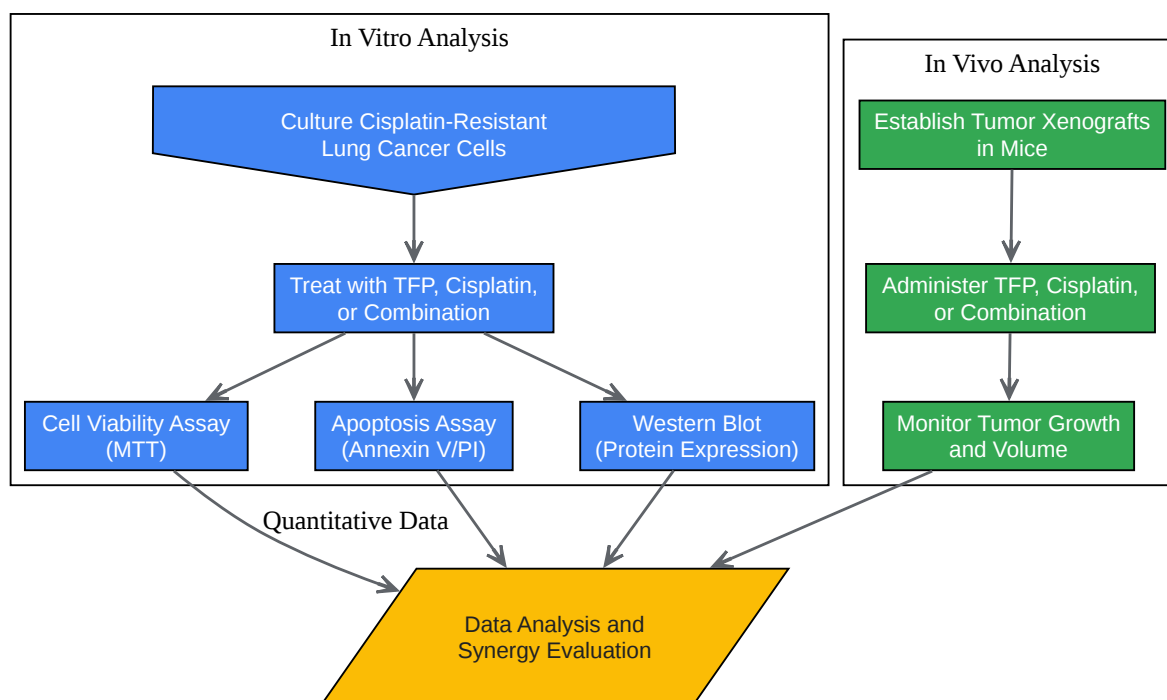 In Vitro Analysis
Culture Cisplatin-Resistant
Lung Cancer Cells
Treat with TFP, Cisplatin,
or Combination
Cell Viability Assay
(MTT)
Apoptosis Assay
(Annexin V/PI)
Western Blot
(Protein Expression)
In Vivo Analysis
Establish Tumor Xenografts
in Mice
Administer TFP, Cisplatin,
or Combination
Monitor Tumor Growth
and Volume
Quantitative Data
Data Analysis and
Synergy Evaluation